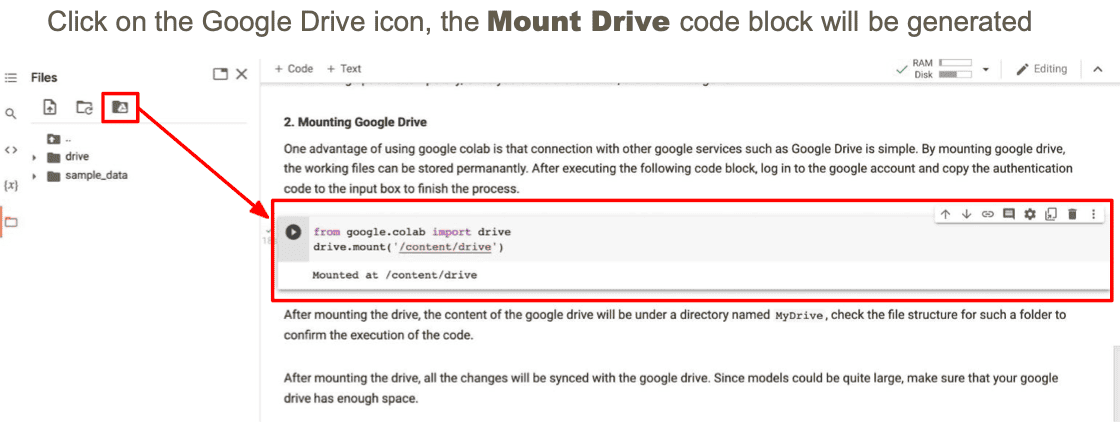 Click on the Google Drive icon, the Mount Drive code block will be generated
Files
+ Code + Text
RAM
Disk
Editing
..
drive
sample_data
{x}
2. Mounting Google Drive
One advantage of using google colab is that connection with other google services such as Google Drive is simple. By mounting google drive,
the working files can be stored permanantly. After executing the following code block, log in to the google account and copy the authentication
code to the input box to finish the process.
from google.colab import drive
drive.mount('/content/drive')
Mounted at /content/drive
After mounting the drive, the content of the google drive will be under a directory named MyDrive, check the file structure for such a folder to
confirm the execution of the code.
After mounting the drive, all the changes will be synced with the google drive. Since models could be quite large, make sure that your google
drive has enough space.